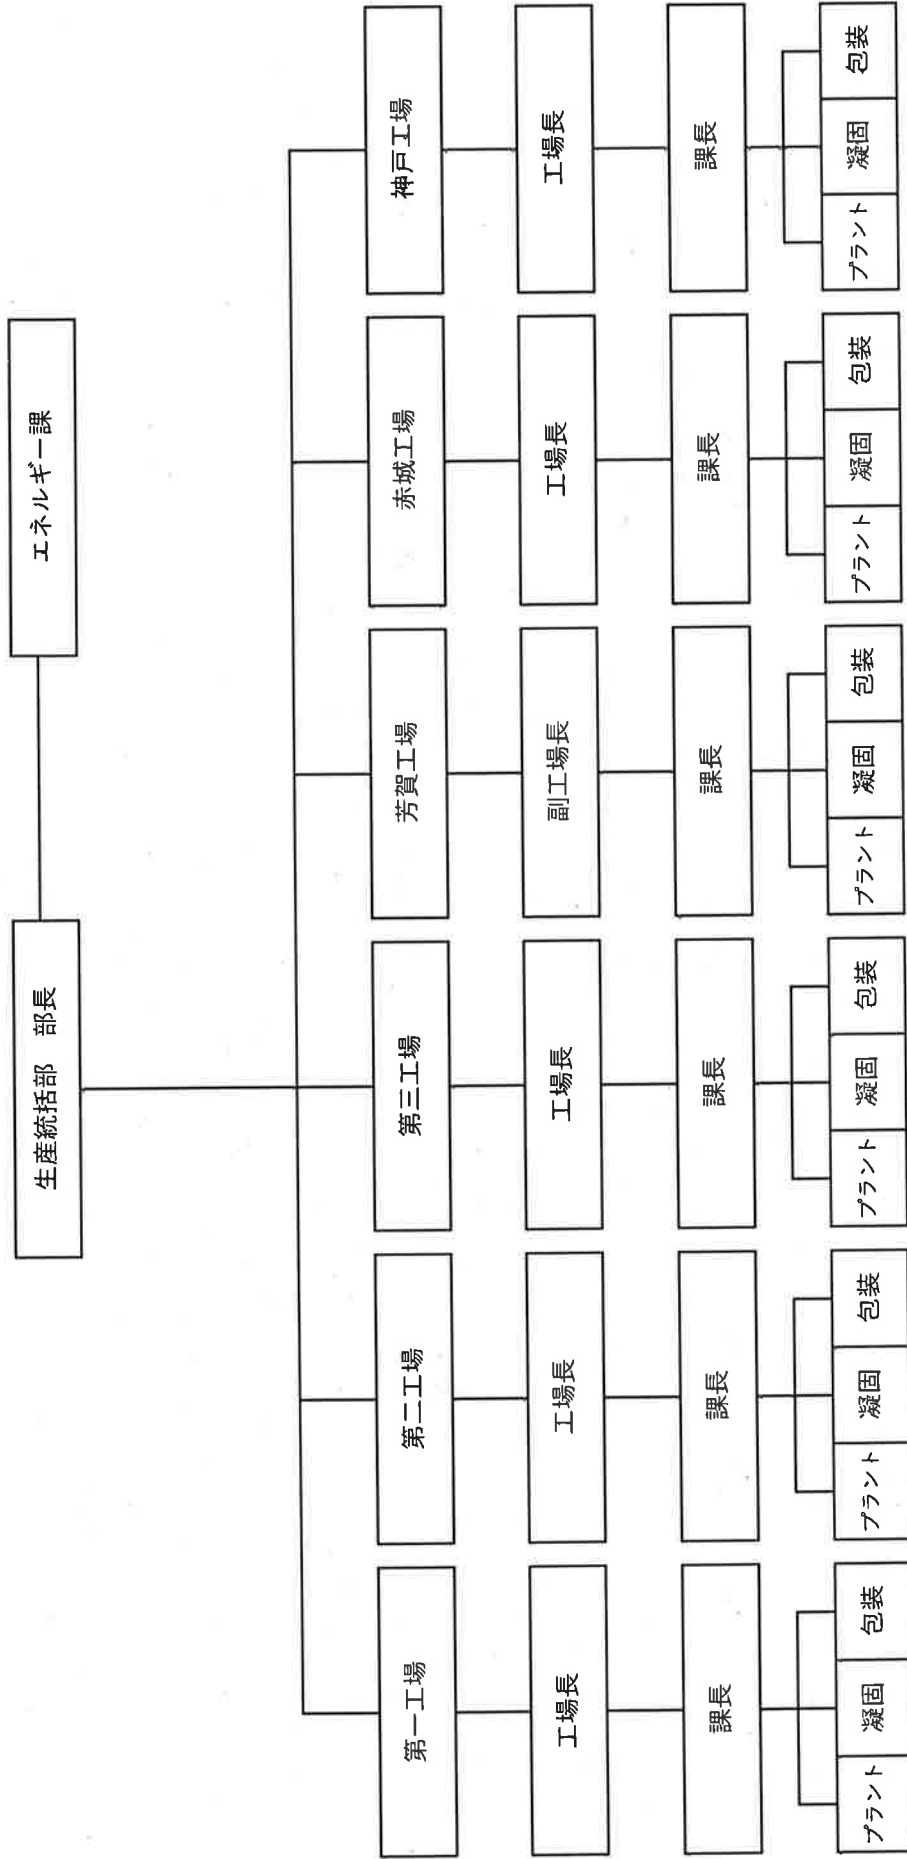 生産統括部　部長
エネルギー課
第一工場
第二工場
第三工場
芳賀工場
赤城工場
神戸工場
工場長
工場長
工場長
副工場長
工場長
工場長
課長
課長
課長
課長
課長
課長
プラント 凝固 包装
プラント 凝固 包装
プラント 凝固 包装
プラント 凝固 包装
プラント 凝固 包装
プラント 凝固 包装